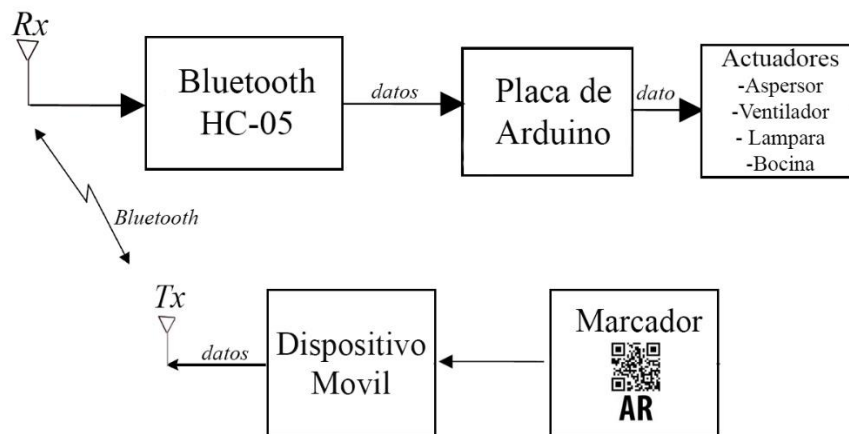 Rx
Bluetooth
HC-05
datos
Placa de
Arduino
dato
Actuadores
-Aspersor
-Ventilador
- Lampara
-Bocina
Bluetooth
Tx
datos
Dispositivo
Movil
Marcador
AR